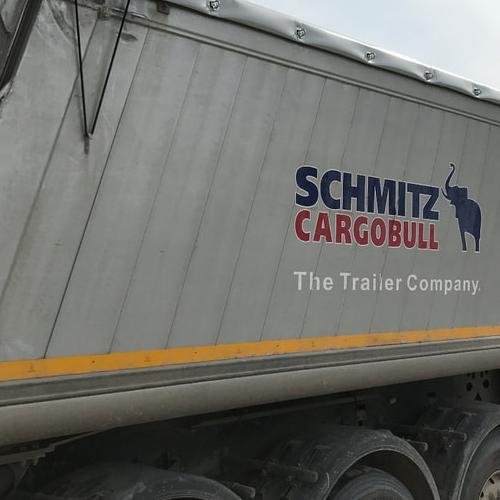 SCHMITZ
CARGOBULL
The Trailer Company.